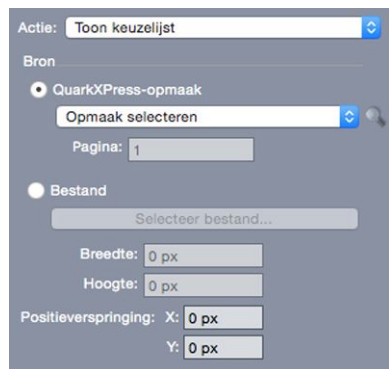 Actie: Toon keuzelijst
Bron
QuarkXPress-opmaak
Opmaak selecteren
Pagina: 1
Bestand
Selecteer bestand...
Breedte: 0 px
Hoogte: 0 px
Positieverspringing: X: 0 px
Y: 0 px